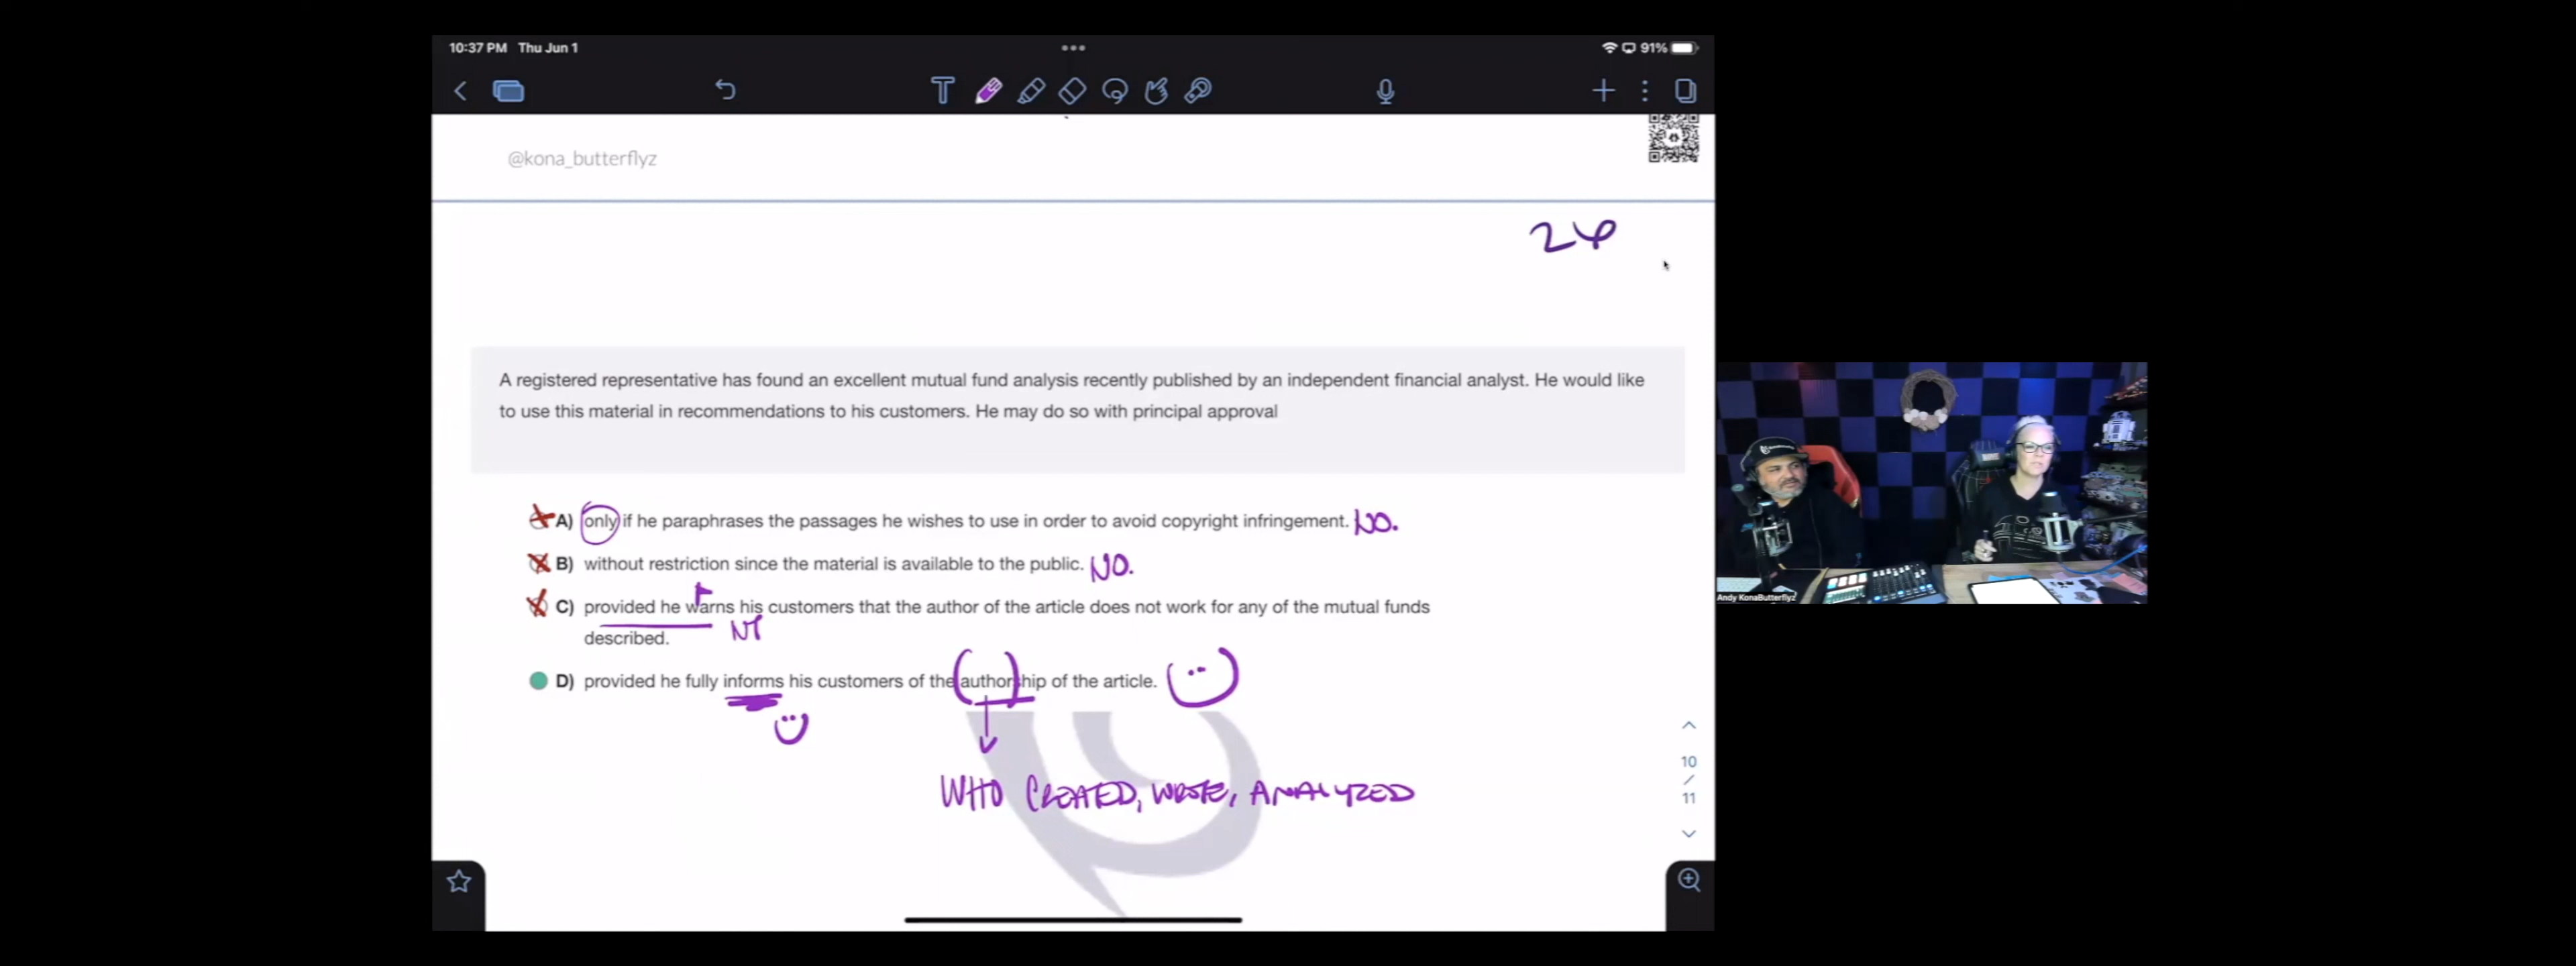 10:37 PM Thu Jun 1
91%
T
@kona_butterflyz
26
A registered representative has found an excellent mutual fund analysis recently published by an independent financial analyst. He would like
to use this material in recommendations to his customers. He may do so with principal approval
A) only if he paraphrases the passages he wishes to use in order to avoid copyright infringement. NO.
B) without restriction since the material is available to the public. NO.
C) provided he warns his customers that the author of the article does not work for any of the mutual funds
described.
D) provided he fully informs his customers of the authorship of the article.
WHO CREATED, WROTE, ANALYZED
10
/
11
Andy KonaButterflyz